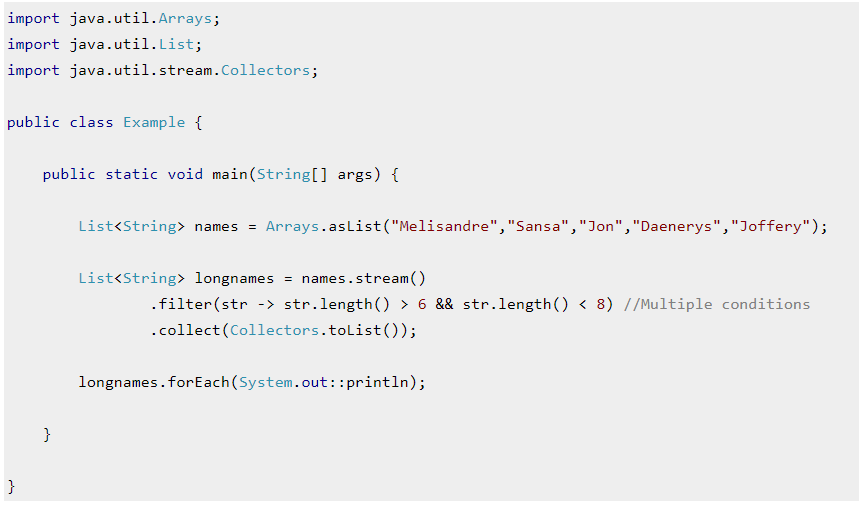 import java.util.Arrays;
import java.util.List;
import java.util.stream.Collectors;
public class Example {
public static void main(String[] args) {
List<String> names = Arrays.asList("Melisandre","Sansa","Jon","Daenerys","Joffery");
List<String> longnames = names.stream()
.filter(str -> str.length() > 6 && str.length() < 8) //Multiple conditions
.collect(Collectors.toList());
longnames.forEach(System.out::println);
}
}